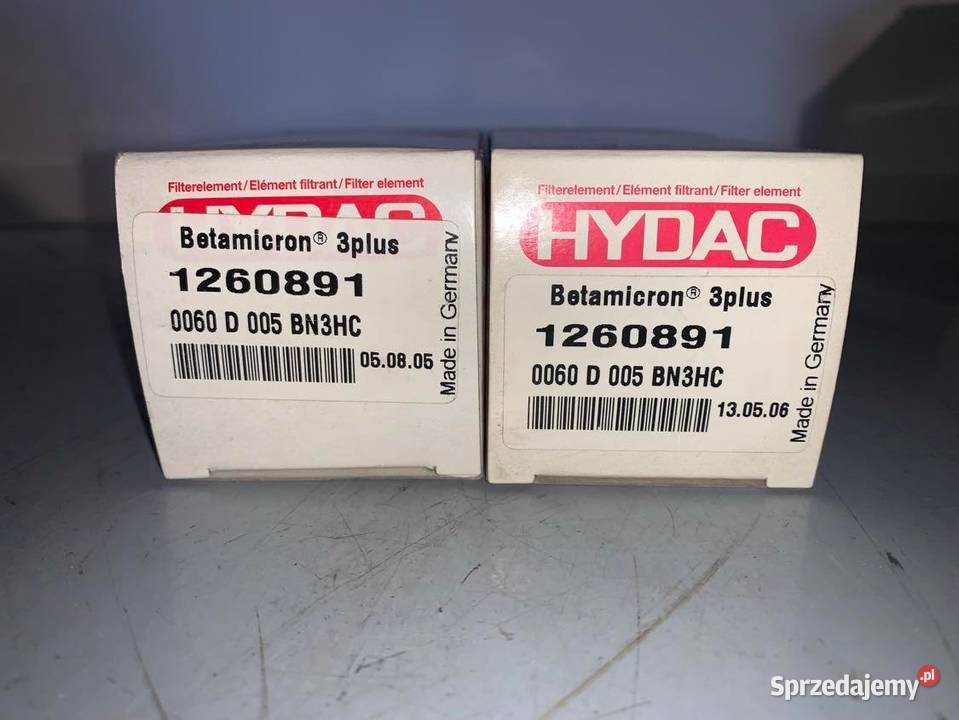 Filterelement/Elément filtrant/Filter element
HYDAC
Betamicron® 3plus
1260891
0060 D 005 BN3HC
05.08.05
Made in Germany
Filterelement/Elément filtrant/Filter element
HYDAC
Betamicron® 3plus
1260891
0060 D 005 BN3HC
13.05.06
Made in Germany
Sprzedajemy.pl